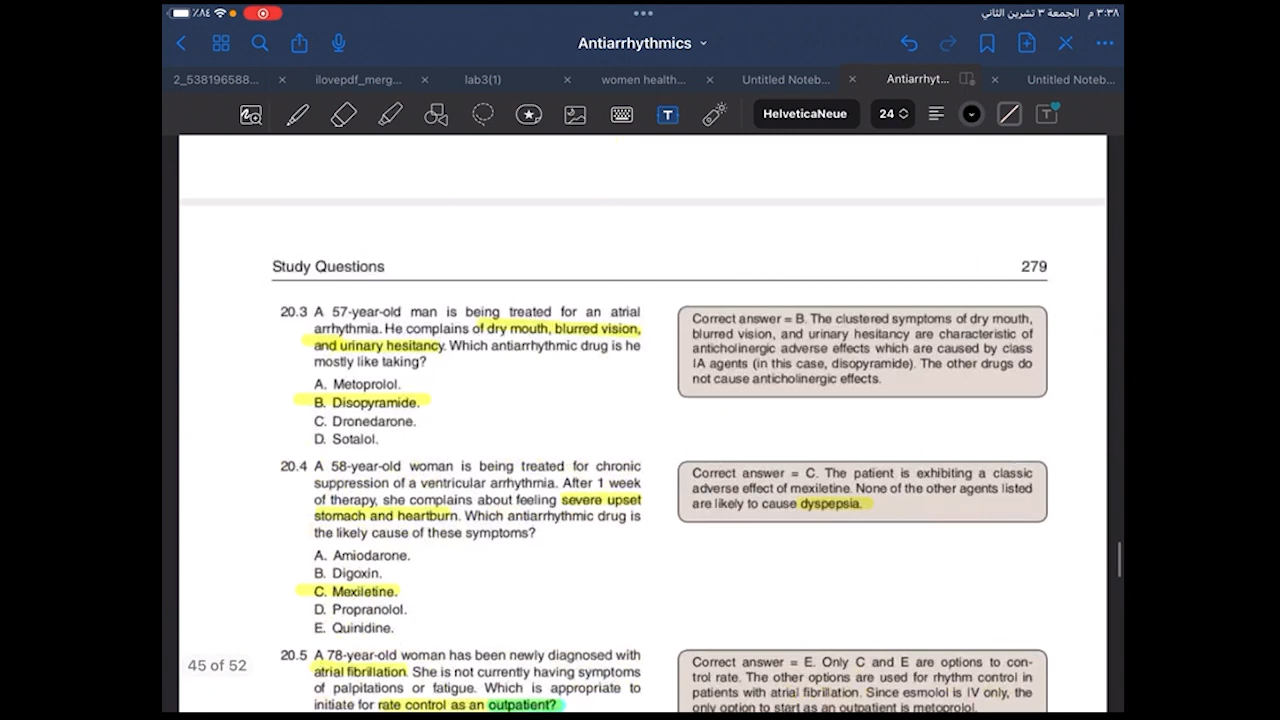 ٪٨٤
٣:٣٨ م الجمعة ٣ تشرين الثاني
Antiarrhythmics
2_538196588...
ilovepdf_merg...
lab3(1)
women health...
Untitled Noteb...
Antiarrhyt...
Untitled Noteb...
T
HelveticaNeue
24
T
Study Questions
279
20.3 A 57-year-old man is being treated for an atrial
arrhythmia. He complains of dry mouth, blurred vision,
and urinary hesitancy. Which antiarrhythmic drug is he
mostly like taking?
A. Metoprolol.
B. Disopyramide.
C. Dronedarone.
D. Sotalol.
Correct answer = B. The clustered symptoms of dry mouth,
blurred vision, and urinary hesitancy are characteristic of
anticholinergic adverse effects which are caused by class
IA agents (in this case, disopyramide). The other drugs do
not cause anticholinergic effects.
20.4 A 58-year-old woman is being treated for chronic
suppression of a ventricular arrhythmia. After 1 week
of therapy, she complains about feeling severe upset
stomach and heartburn. Which antiarrhythmic drug is
the likely cause of these symptoms?
A. Amiodarone.
B. Digoxin.
C. Mexiletine.
D. Propranolol.
E. Quinidine.
Correct answer = C. The patient is exhibiting a classic
adverse effect of mexiletine. None of the other agents listed
are likely to cause dyspepsia.
20.5 A 78-year-old woman has been newly diagnosed with
atrial fibrillation. She is not currently having symptoms
of palpitations or fatigue. Which is appropriate to
initiate for rate control as an outpatient?
Correct answer = E. Only C and E are options to con-
trol rate. The other options are used for rhythm control in
patients with atrial fibrillation. Since esmolol is IV only, the
only option to start as an outpatient is metoprolol.
45 of 52